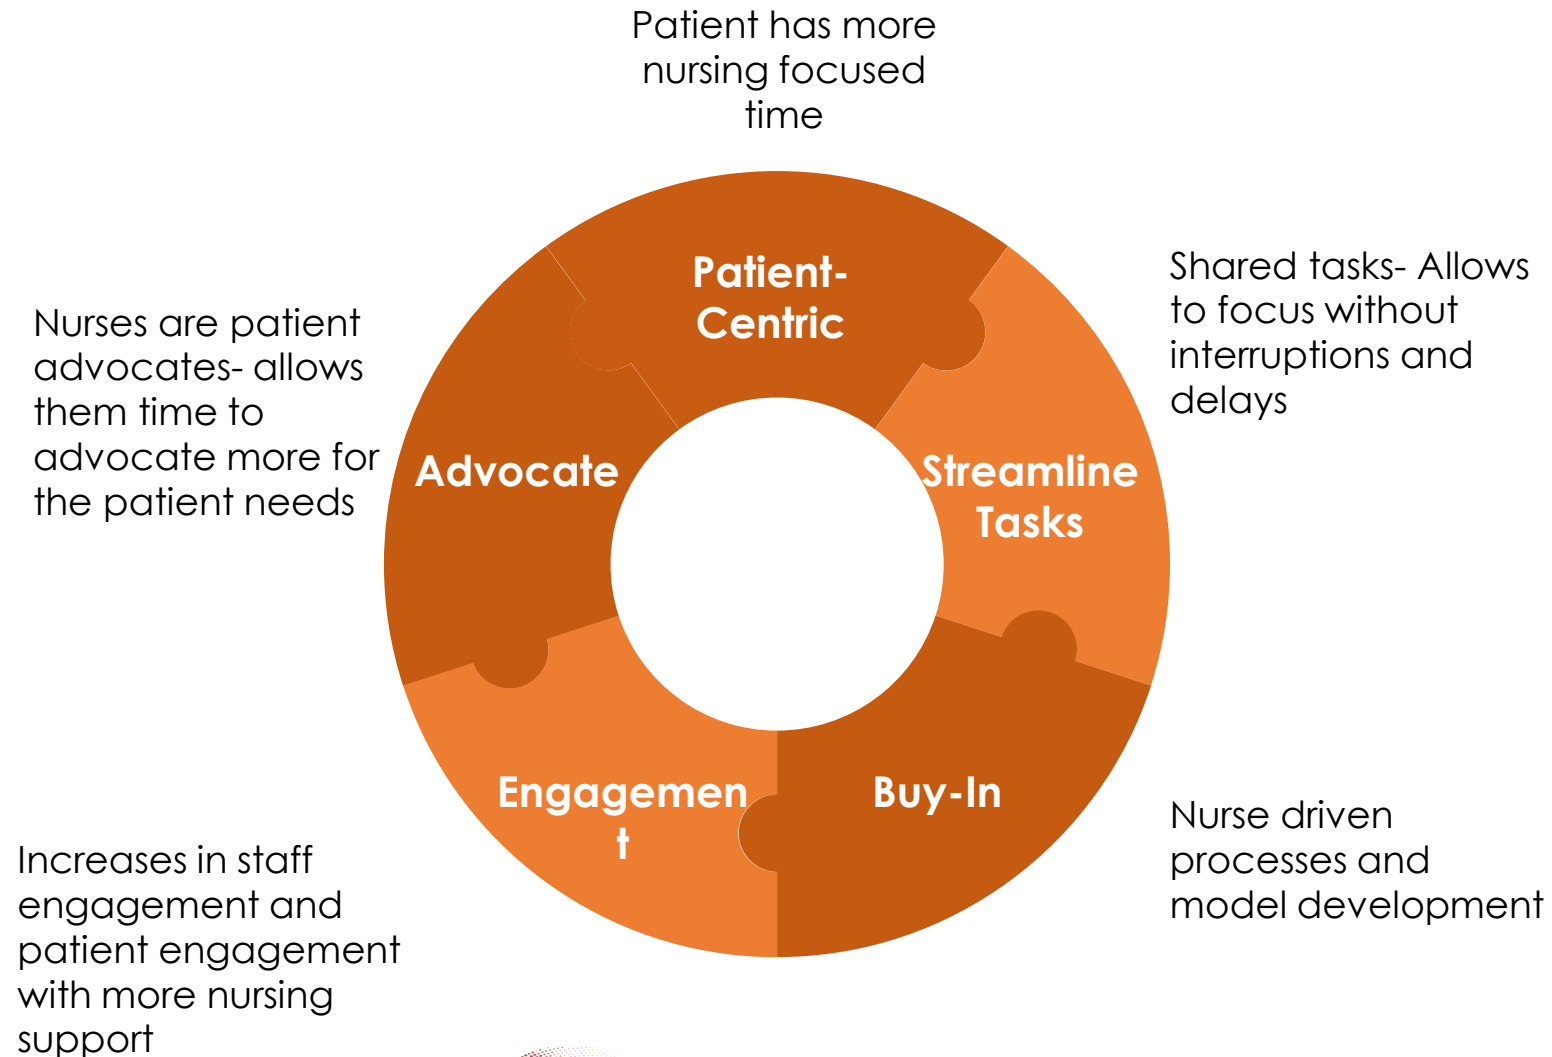 Patient has more
nursing focused
time
Patient-
Centric
Shared tasks- Allows
to focus without
interruptions and
delays
Streamline
Tasks
Nurse driven
processes and
model development
Buy-In
Engagemen
t
Increases in staff
engagement and
patient engagement
with more nursing
support
Advocate
Nurses are patient
advocates- allows
them time to
advocate more for
the patient needs